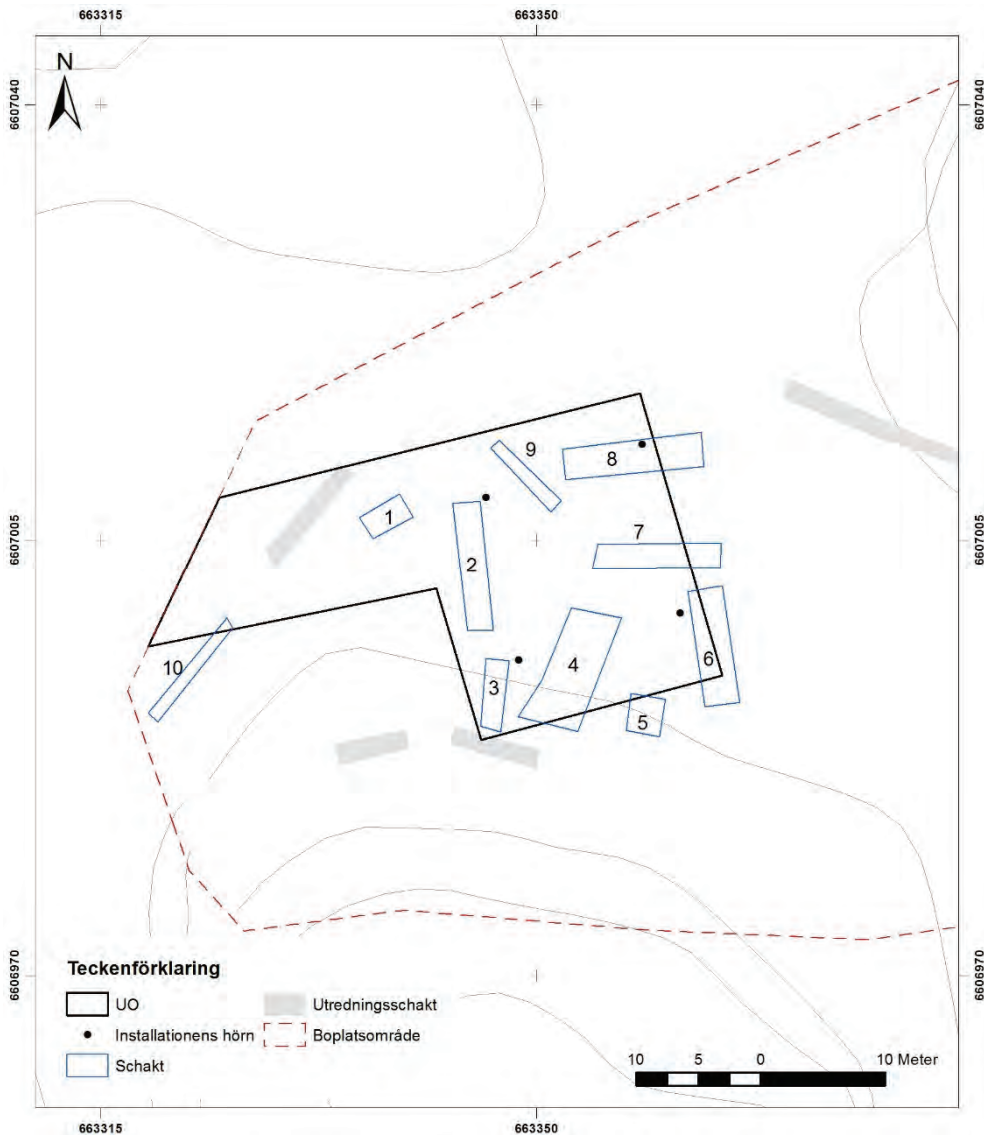 663315 663350
N
6607040 6607040
9
8
1
7
6607005 2 6607005
10
3 4 6
5
Teckenförklaring
6606970 6606970
UO Utredningsschakt
Installationens hörn Boplatsområde
Schakt
10 5 0 10 Meter
663315 663350